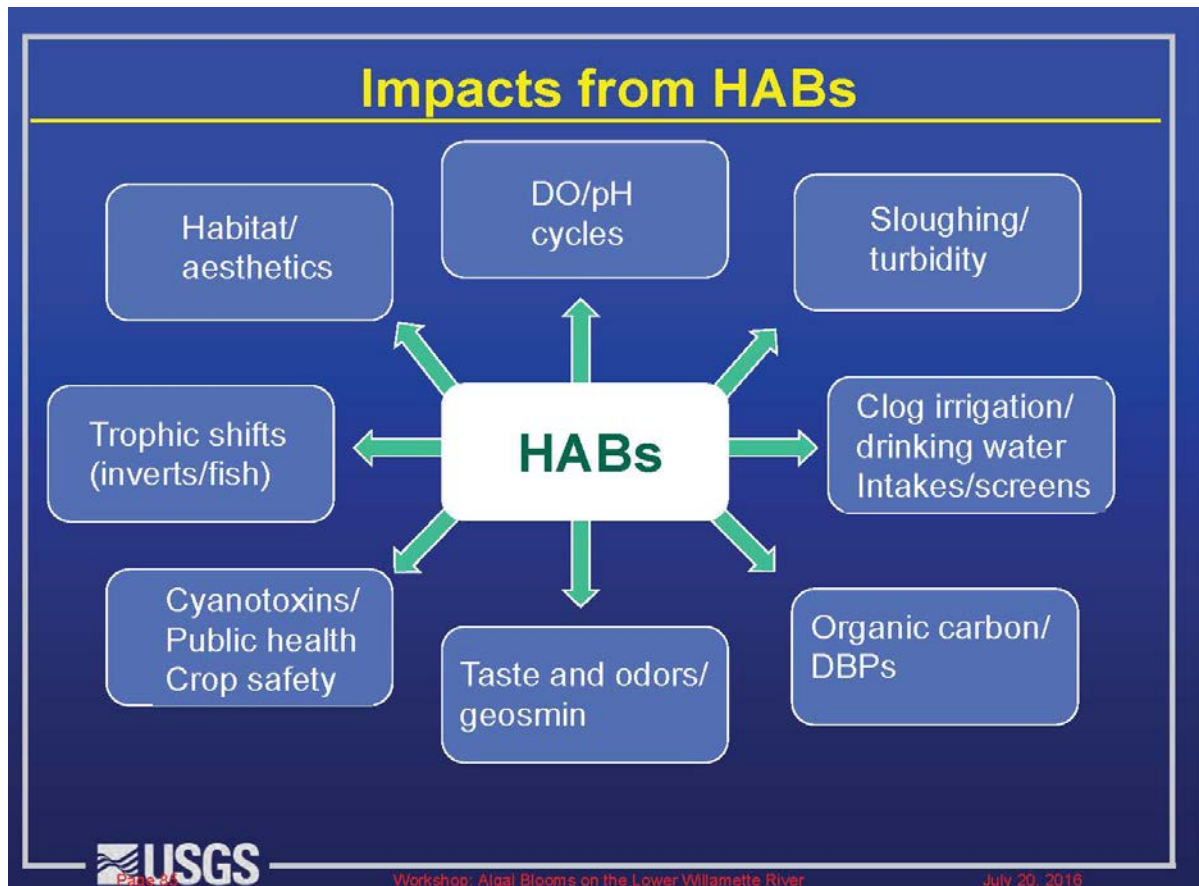 Impacts from HABs
Habitat/
aesthetics
DO/pH
cycles
Sloughing/
turbidity
Trophic shifts
(inverts/fish)
HABs
Clog irrigation/
drinking water
Intakes/screens
Cyanotoxins/
Public health
Crop safety
Taste and odors/
geosmin
Organic carbon/
DBPs
USGS
Page 85
Workshop: Algal Blooms on the Lower Willamette River
July 20, 2016